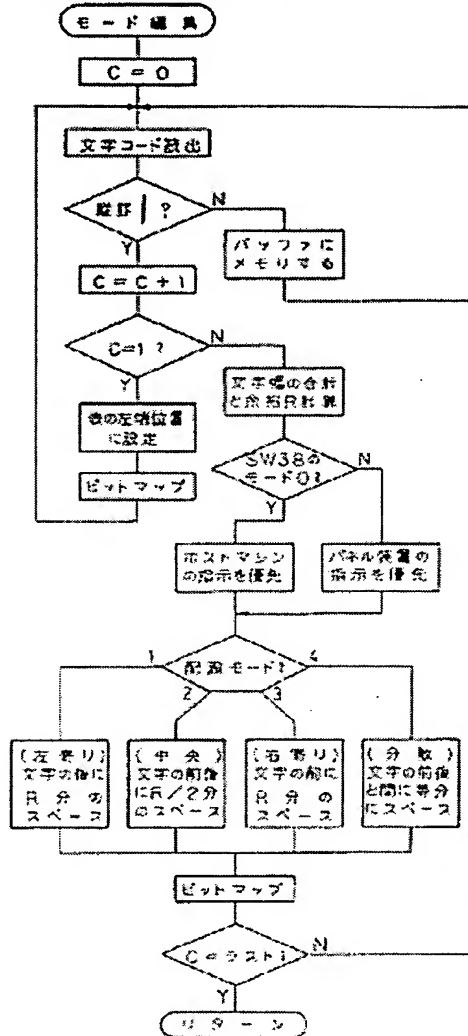 モード編集
C=0
文字コード読出
縦罫|?
N
Y
バッファに
メモリする
C=C+1
C=1?
N
Y
文字幅の合計
と余裕R計算
表の左端位置
に設定
SW38の
モード0?
N
Y
ビットマップ
ホストマシン
の指示を優先
パネル装置の
指示を優先
配置モード?
1
4
2
3
(左寄り)
文字の後に
R分の
スペース
(中央)
文字の前後
にR/2分
のスペース
(右寄り)
文字の前に
R分の
スペース
(分散)
文字の前後
と間に等分
にスペース
ビットマップ
C=ラスト?
N
Y
リターン